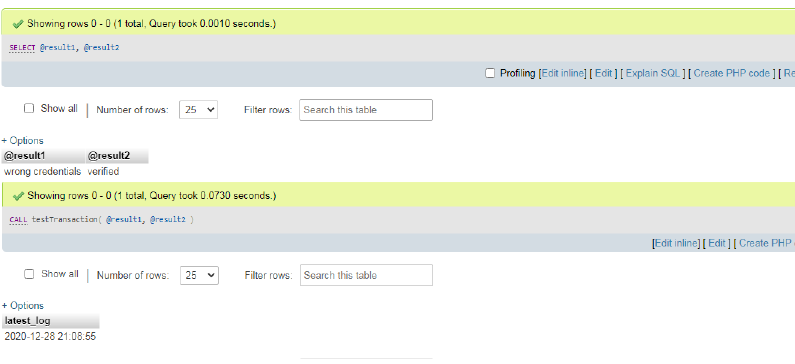 Showing rows 0 - 0 (1 total, Query took 0.0010 seconds.)
SELECT @result1, @result2
Profiling [Edit inline] [ Edit ] [ Explain SQL ] [ Create PHP code ] [ Re
Show all | Number of rows: 25 Filter rows: Search this table
+ Options
@result1 @result2
wrong credentials verified
Showing rows 0 - 0 (1 total, Query took 0.0730 seconds.)
CALL testTransaction( @result1, @result2 )
[Edit inline] [ Edit ] [ Create PHP
Show all | Number of rows: 25 Filter rows: Search this table
+ Options
latest_log
2020-12-28 21:08:55